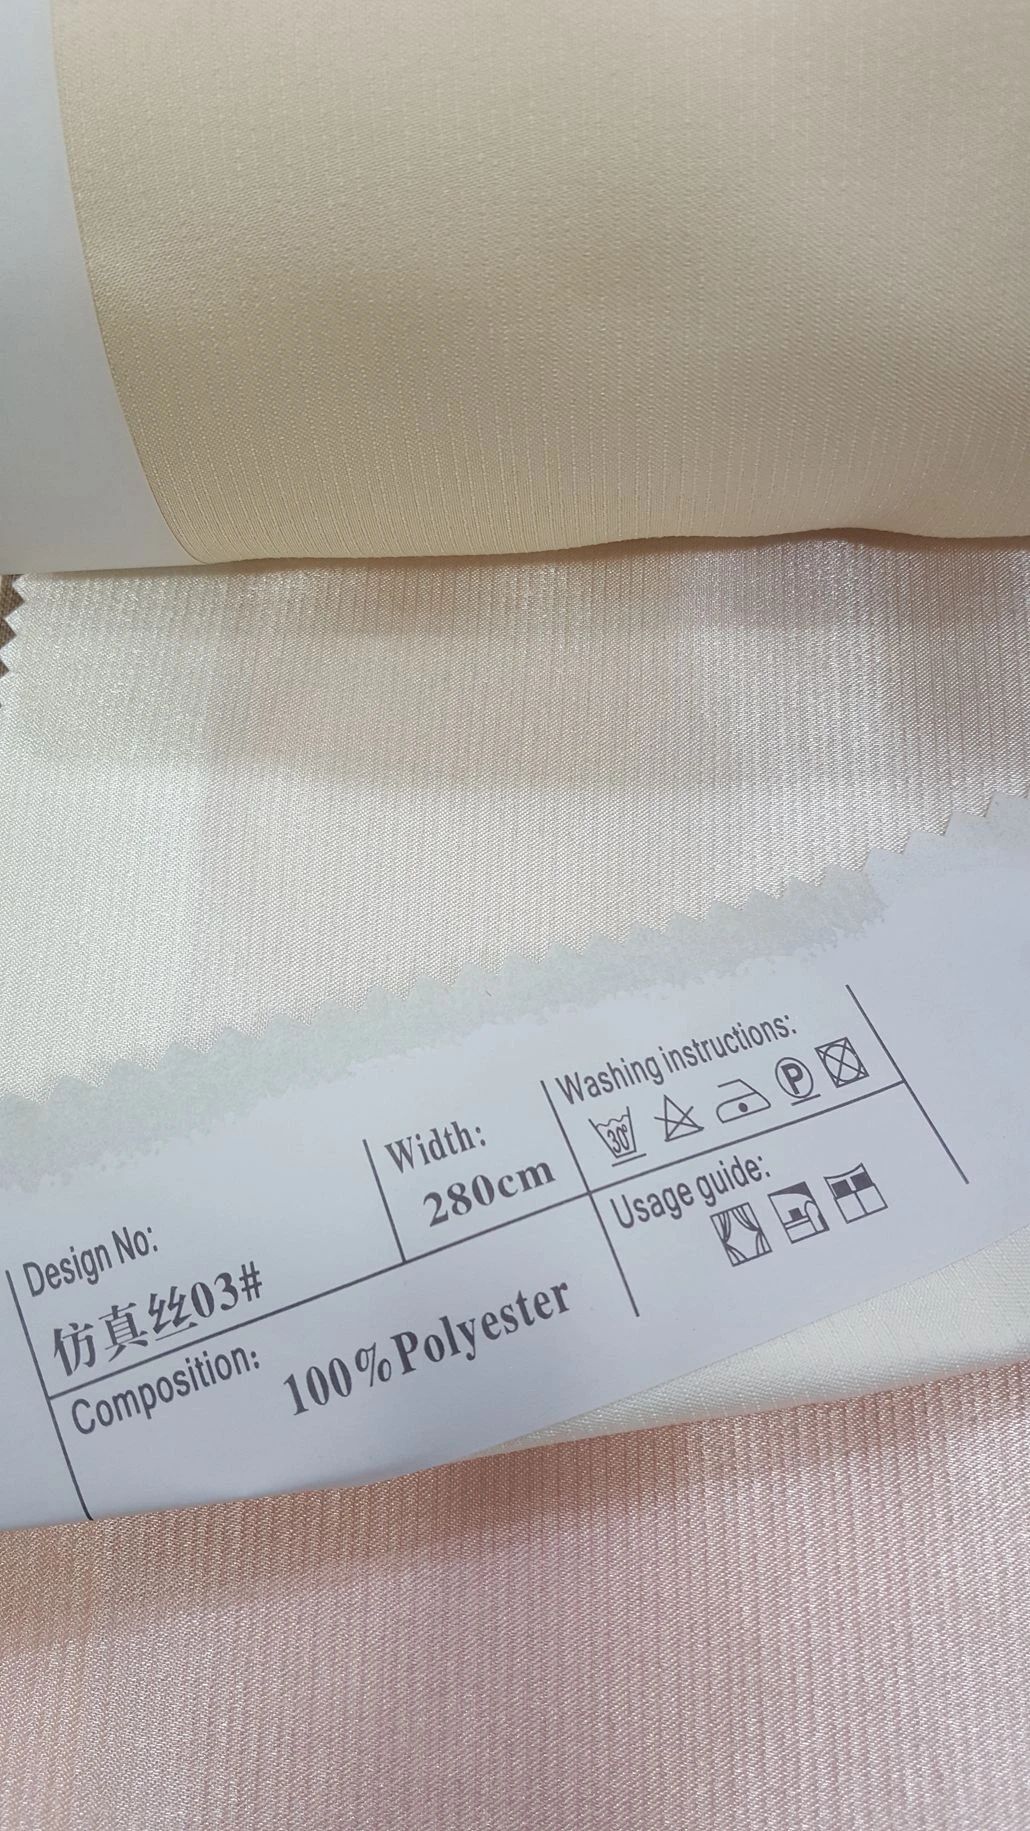 Design No:
仿真丝03#
Width:
280cm
Washing instructions:
30°
P
Composition:
100%Polyester
Usage guide: